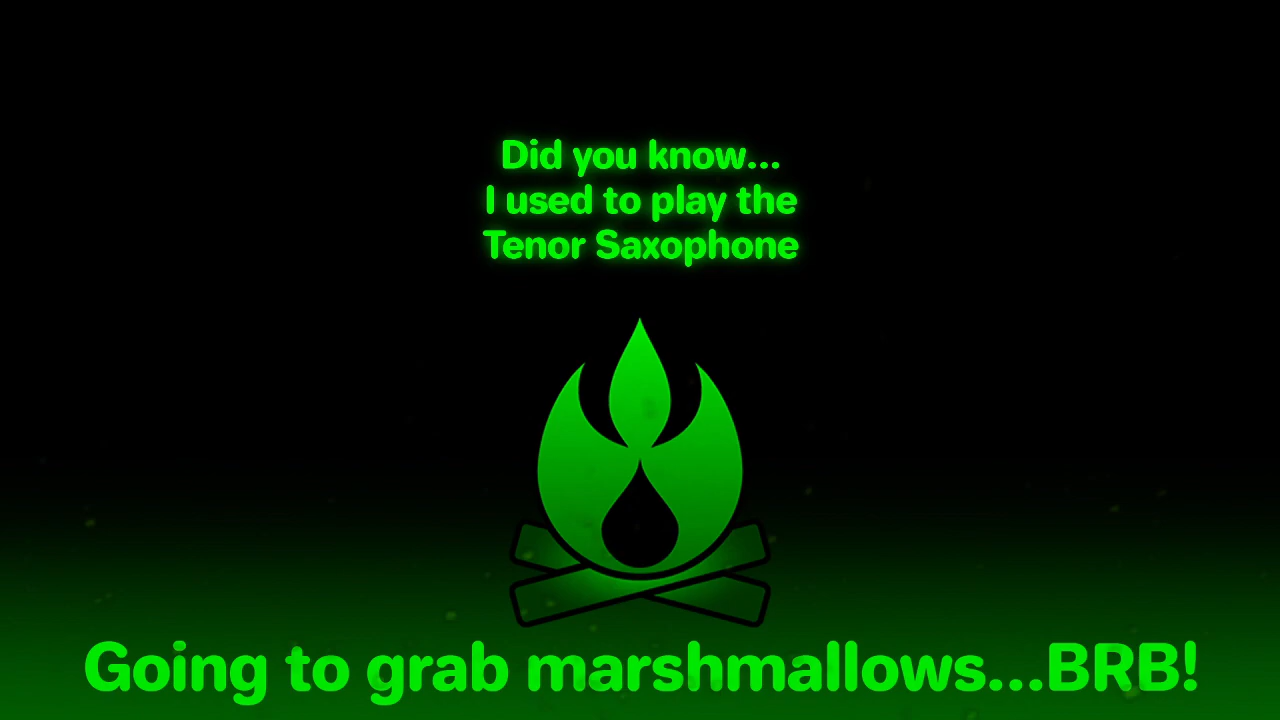 Did you know...
I used to play the
Tenor Saxophone
Going to grab marshmallows...BRB!